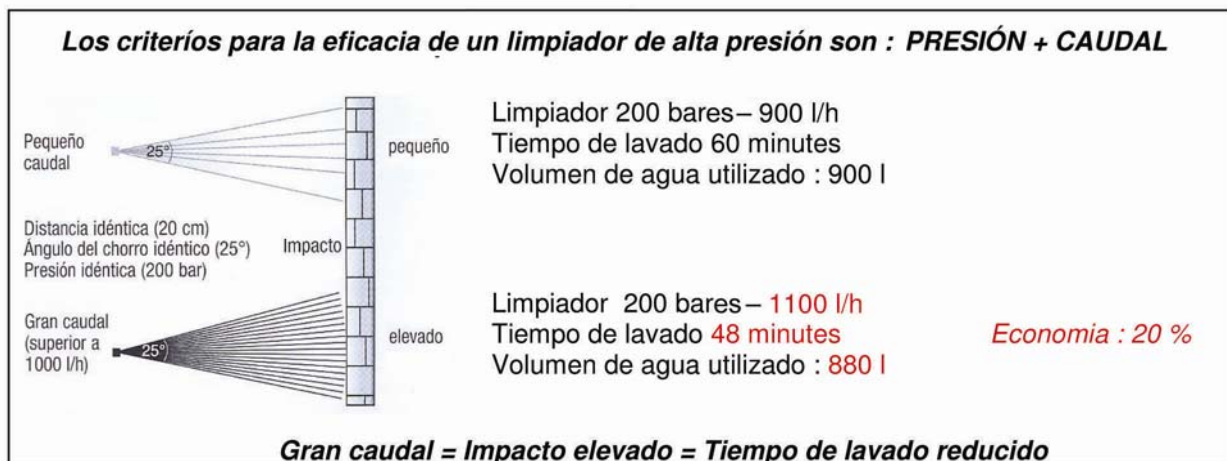 Los criteríos para la eficacia de un limpiador de alta presión son : PRESIÓN + CAUDAL
Pequeño
caudal
25°
pequeño
Limpiador 200 bares– 900 l/h
Tiempo de lavado 60 minutes
Volumen de agua utilizado : 900 l
Distancia idéntica (20 cm)
Ángulo del chorro idéntico (25°)
Presión idéntica (200 bar)
Impacto
Gran caudal
(superior a
1000 l/h)
25°
elevado
Limpiador 200 bares– 1100 l/h
Tiempo de lavado 48 minutes
Volumen de agua utilizado : 880 l
Economia : 20 %
Gran caudal = Impacto elevado = Tiempo de lavado reducido